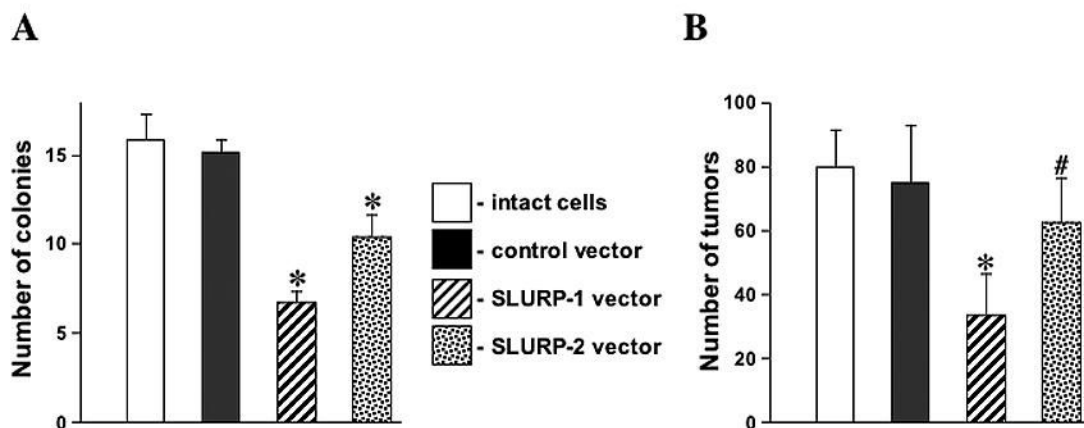 A
Number of colonies
15
10
5
0
*
*
- intact cells
- control vector
- SLURP-1 vector
- SLURP-2 vector
B
Number of tumors
100
80
60
40
20
0
*
#